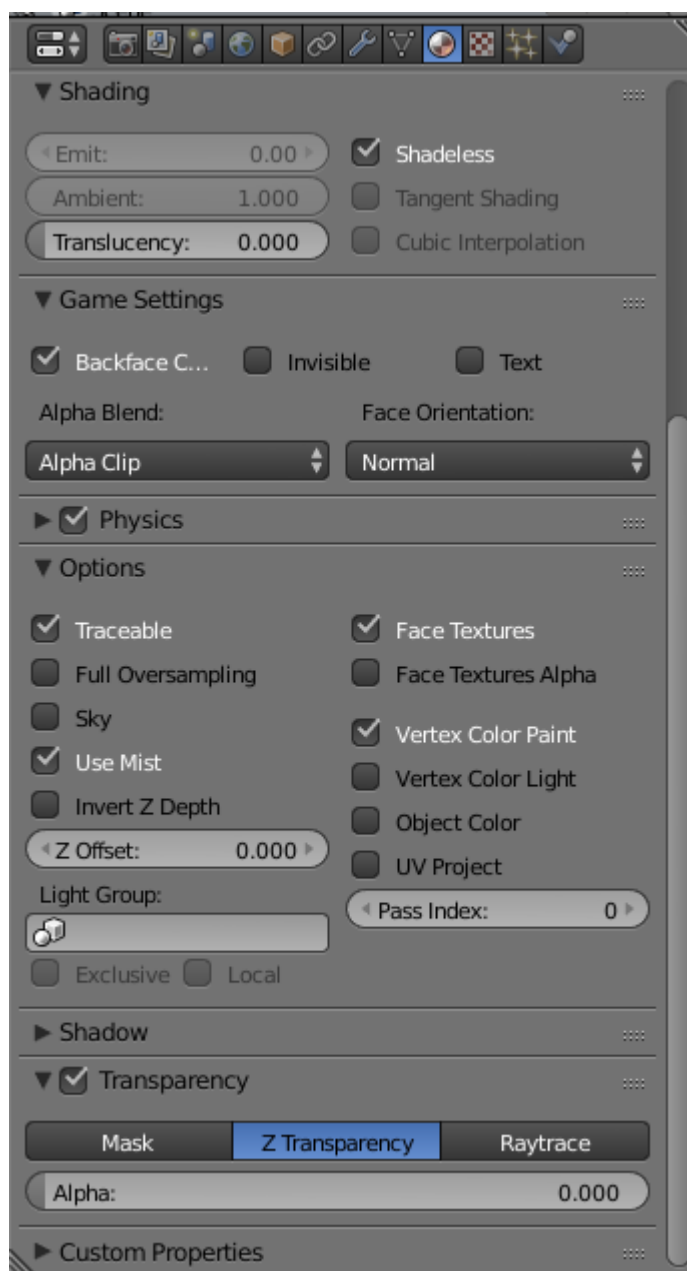 Shading
Emit: 0.00
Shadeless
Ambient: 1.000
Tangent Shading
Translucency: 0.000
Cubic Interpolation
Game Settings
Backface C...
Invisible
Text
Alpha Blend:
Face Orientation:
Alpha Clip
Normal
Physics
Options
Traceable
Face Textures
Full Oversampling
Face Textures Alpha
Sky
Vertex Color Paint
Use Mist
Vertex Color Light
Invert Z Depth
Object Color
Z Offset: 0.000
UV Project
Light Group:
Pass Index: 0
Exclusive
Local
Shadow
Transparency
Mask
Z Transparency
Raytrace
Alpha: 0.000
Custom Properties